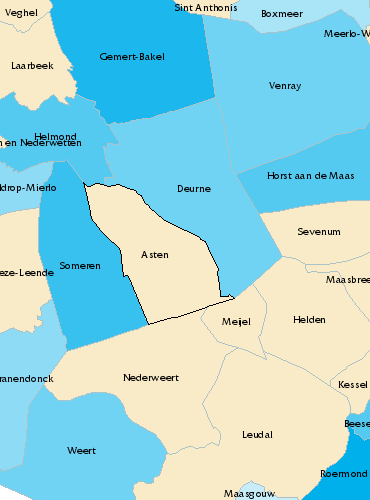 Veghel
Sint Anthonis
Boxmeer
Meerlo-W
Gemert-Bakel
Laarbeek
Venray
Helmond
n en Nederwetten
Horst aan de Maas
ldrop-Mierlo
Deurne
Sevenum
Asten
Someren
eze-Leende
Maasbree
Meijel
Helden
Nederweert
ranendonck
Kessel
Leudal
Beese
Weert
Roermond
Maasgouw